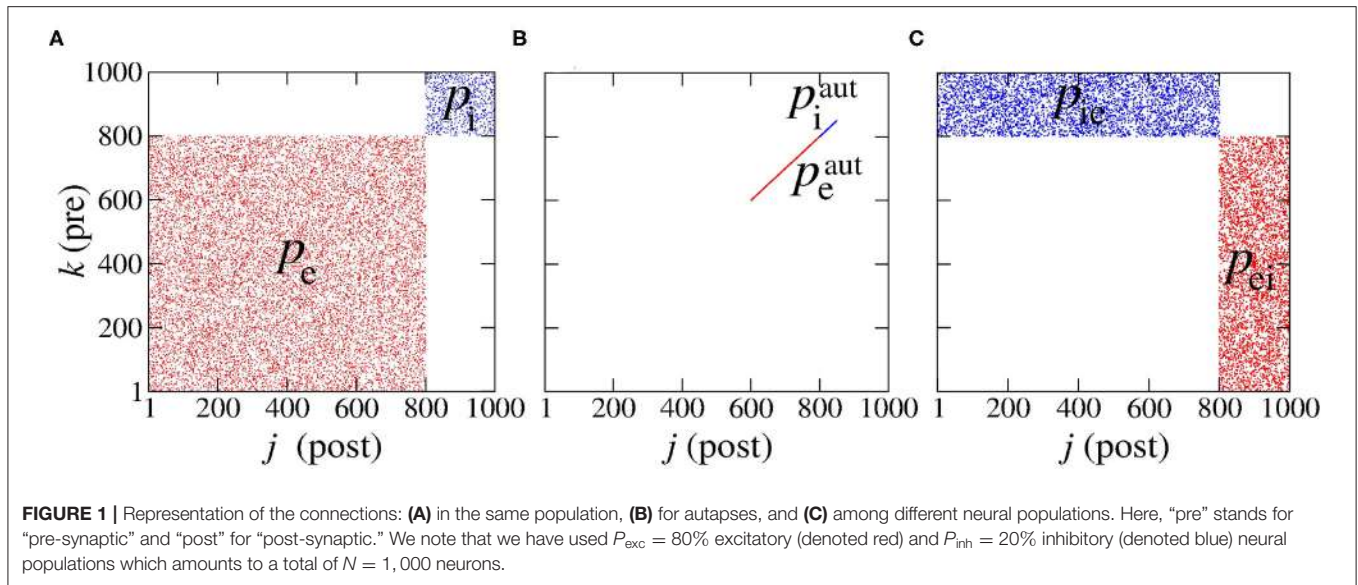 A
B
C
1000
800
600
400
200
1
k (pre)
p_i
p_e
1 200 400 600 800 1000
j (post)
p_i^aut
p_e^aut
1 200 400 600 800 1000
j (post)
p_ie
p_ei
1 200 400 600 800 1000
j (post)
FIGURE 1 | Representation of the connections: (A) in the same population, (B) for autapses, and (C) among different neural populations. Here, “pre” stands for
“pre-synaptic” and “post” for “post-synaptic.” We note that we have used P_exc = 80% excitatory (denoted red) and P_inh = 20% inhibitory (denoted blue) neural
populations which amounts to a total of N = 1, 000 neurons.